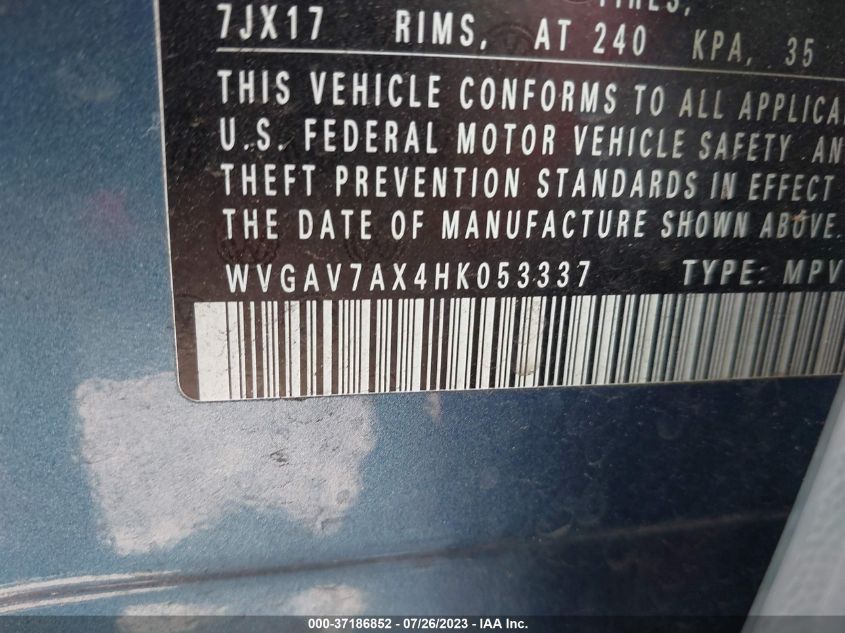 TIRES,
7JX17 RIMS, AT 240 KPA, 35
THIS VEHICLE CONFORMS TO ALL APPLICA
U.S. FEDERAL MOTOR VEHICLE SAFETY AN
THEFT PREVENTION STANDARDS IN EFFECT
THE DATE OF MANUFACTURE SHOWN ABOVE.
WVGAV7AX4HK053337 TYPE: MPV
000-37186852 / 07/26/2023 - IAA Inc.